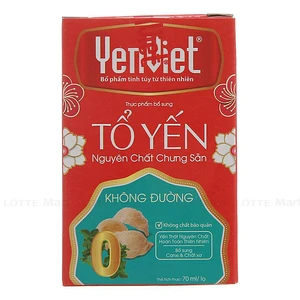 YenViet
Bổ phẩm tinh túy từ thiên nhiên
Thực phẩm bổ sung
TỔ YẾN
Nguyên Chất Chưng Sẵn
LOTTE Mart
KHÔNG ĐƯỜNG
Không chất bảo quản
Yến Thật Nguyên Chất
Hoàn Toàn Thiên Nhiên
Bổ sung
Canxi & Chất xơ
0
Thể tích thực: 70 ml/lọ